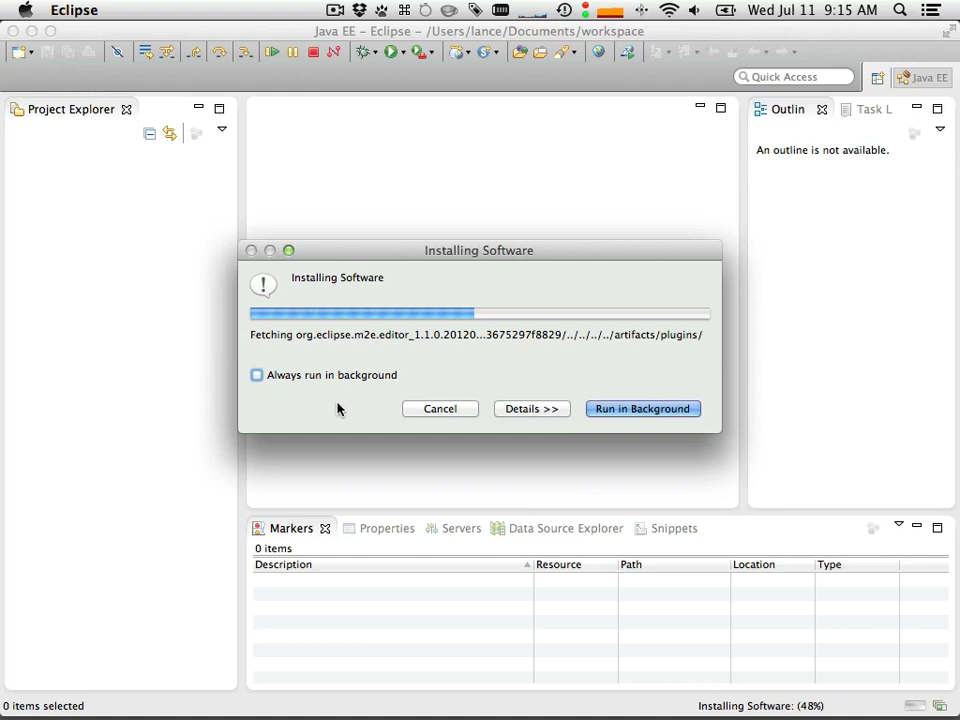 Eclipse
Wed Jul 11 9:15 AM
Java EE - Eclipse - /Users/lance/Documents/workspace
Quick Access
Java EE
Project Explorer
Outlin
Task L
An outline is not available.
Installing Software
Installing Software
Fetching org.eclipse.m2e.editor_1.1.0.20120...3675297f8829/../../../../artifacts/plugins/
Always run in background
Cancel
Details >>
Run in Background
Markers
Properties
Servers
Data Source Explorer
Snippets
0 items
Description
Resource
Path
Location
Type
0 items selected
Installing Software: (48%)